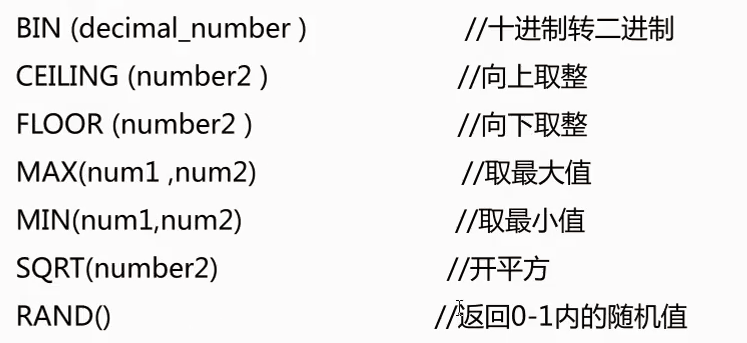 BIN (decimal_number ) //十进制转二进制
CEILING (number2 ) //向上取整
FLOOR (number2 ) //向下取整
MAX(num1 ,num2) //取最大值
MIN(num1,num2) //取最小值
SQRT(number2) //开平方
RAND() //返回0-1内的随机值